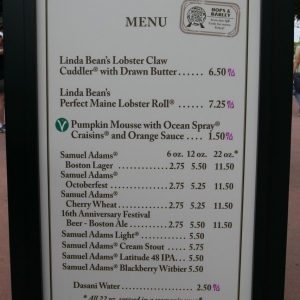 HOPS & BARLEY
MENU
Linda Bean's Lobster Claw
Cuddler® with Drawn Butter...... 6.50
Linda Bean's
Perfect Maine Lobster Roll® ...... 7.25
V Pumpkin Mousse with Ocean Spray®
Craisins® and Orange Sauce .... 1.50
Samuel Adams® 6 oz. 12 oz. 22 oz.*
Boston Lager .................. 2.75 5.50 11.50
Samuel Adams®
Octoberfest .................. 2.75 5.25 11.50
Samuel Adams®
Cherry Wheat............... 2.75 5.25 11.50
16th Anniversary Festival
Beer - Boston Ale............ 2.75 5.50 11.50
Samuel Adams Light®.......... 5.50
Samuel Adams® Cream Stout .... 5.75
Samuel Adams® Latitude 48 IPA... 5.50
Samuel Adams® Blackberry Witbier 5.50
Dasani Water ........................ 2.50